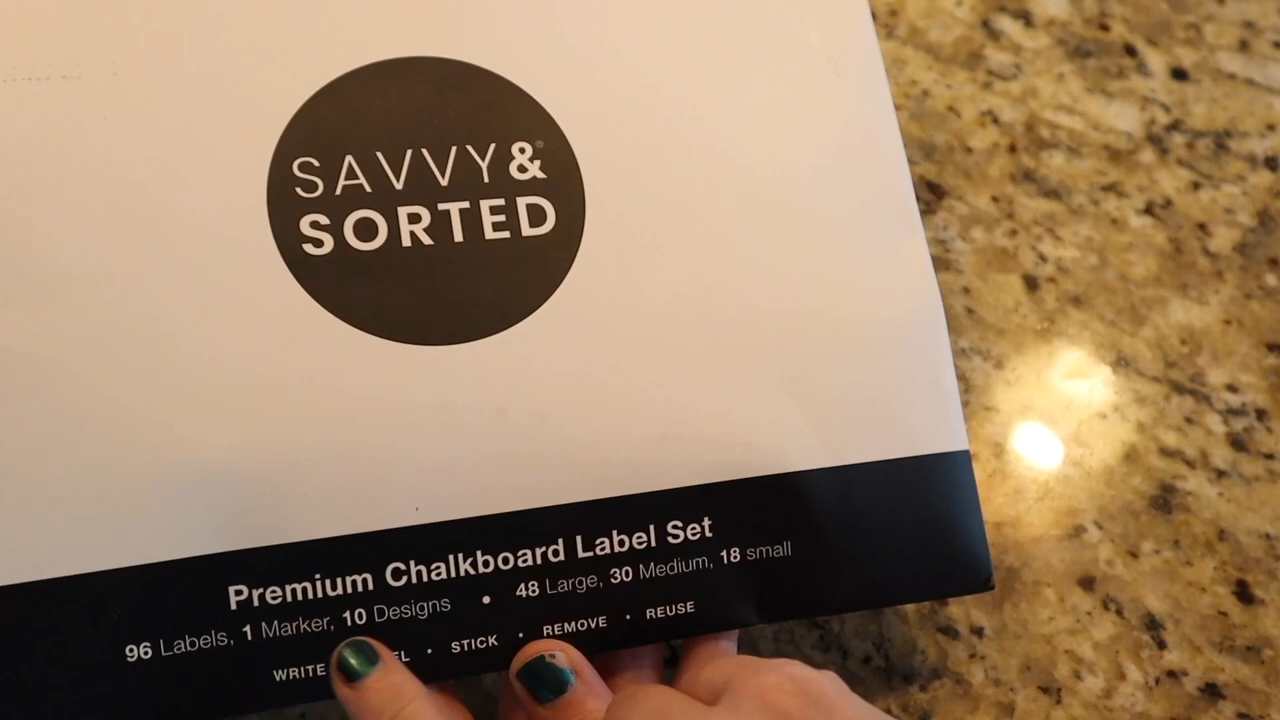 SAVVY&
SORTED
Premium Chalkboard Label Set
96 Labels, 1 Marker, 10 Designs • 48 Large, 30 Medium, 18 small
WRITE • STICK • REMOVE • REUSE